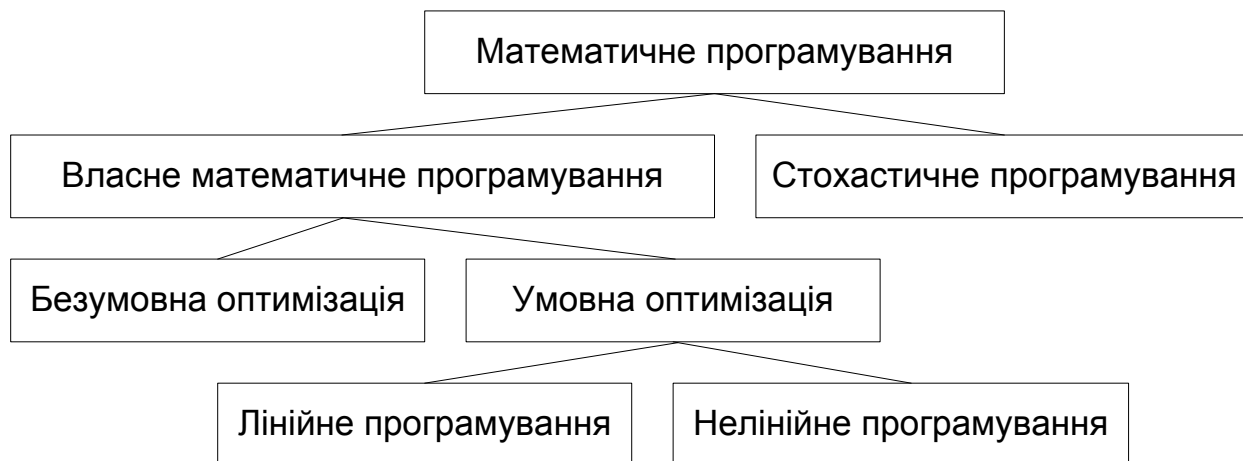 Математичне програмування
Власне математичне програмування
Стохастичне програмування
Безумовна оптимізація
Умовна оптимізація
Лінійне програмування
Нелінійне програмування